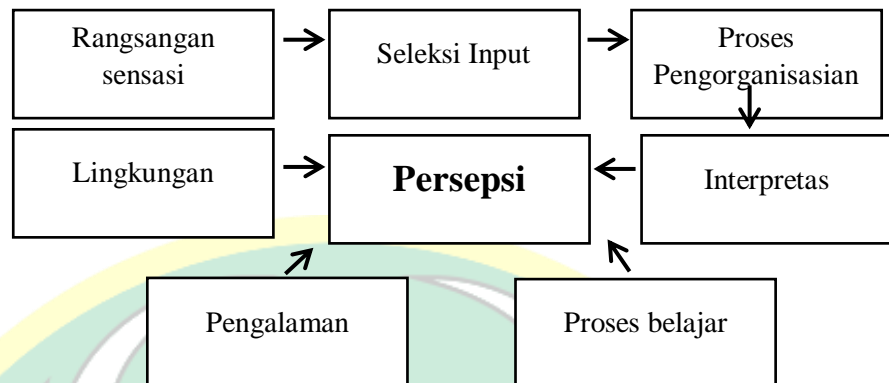 Rangsangan
sensasi
Seleksi Input
Proses
Pengorganisasian
Lingkungan
Persepsi
Interpretas
Pengalaman
Proses belajar